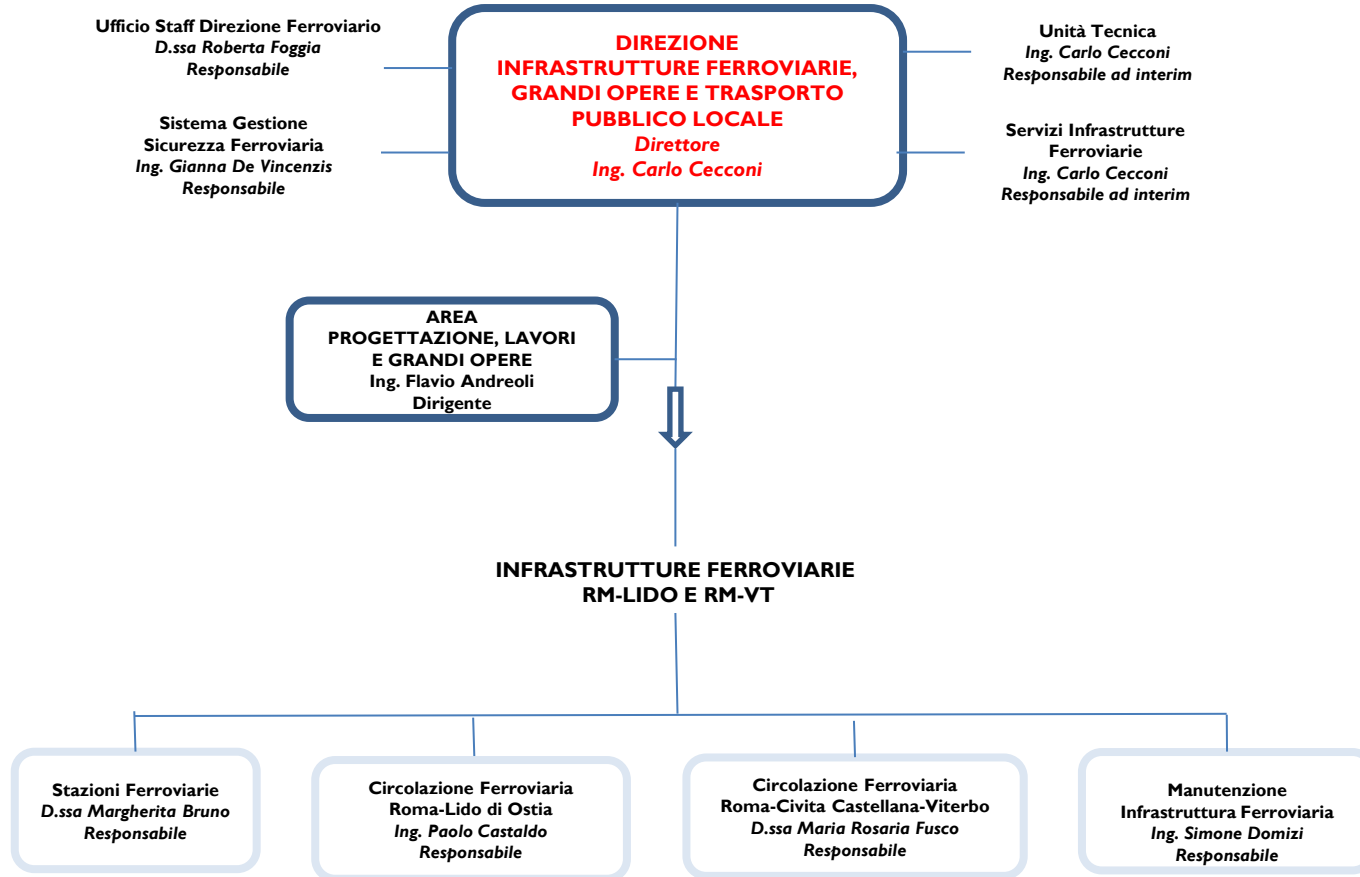 Ufficio Staff Direzione Ferroviario
D.ssa Roberta Foggia
Responsabile
Sistema Gestione
Sicurezza Ferroviaria
Ing. Gianna De Vincenzis
Responsabile
DIREZIONE
INFRASTRUTTURE FERROVIARIE,
GRANDI OPERE E TRASPORTO
PUBBLICO LOCALE
Direttore
Ing. Carlo Cecconi
Unità Tecnica
Ing. Carlo Cecconi
Responsabile ad interim
Servizi Infrastrutture
Ferroviarie
Ing. Carlo Cecconi
Responsabile ad interim
AREA
PROGETTAZIONE, LAVORI
E GRANDI OPERE
Ing. Flavio Andreoli
Dirigente
INFRASTRUTTURE FERROVIARIE
RM-LIDO E RM-VT
Stazioni Ferroviarie
D.ssa Margherita Bruno
Responsabile
Circolazione Ferroviaria
Roma-Lido di Ostia
Ing. Paolo Castaldo
Responsabile
Circolazione Ferroviaria
Roma-Civita Castellana-Viterbo
D.ssa Maria Rosaria Fusco
Responsabile
Manutenzione
Infrastruttura Ferroviaria
Ing. Simone Domizi
Responsabile